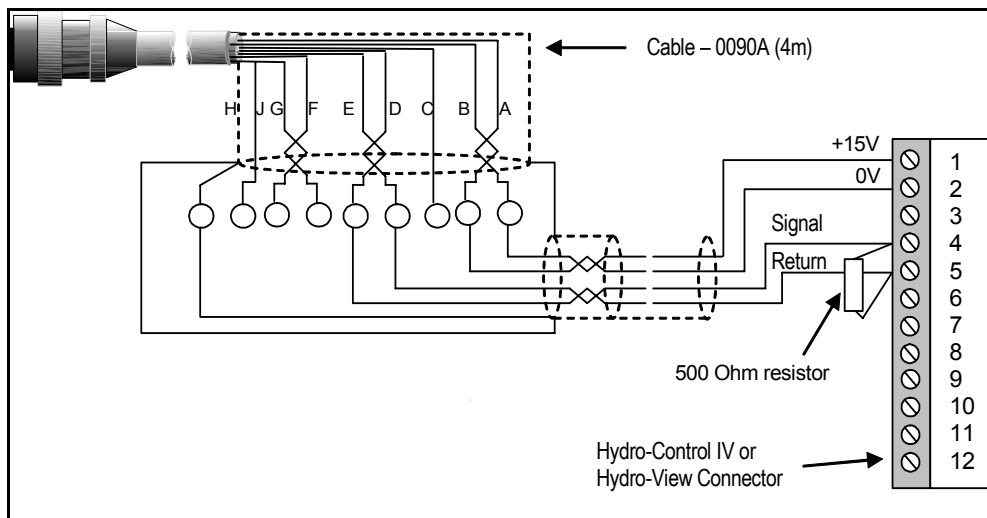 Cable – 0090A (4m)
H J G F E D C B A
+15V
0V
Signal
Return
1
2
3
4
5
6
7
8
9
10
11
12
500 Ohm resistor
Hydro-Control IV or
Hydro-View Connector